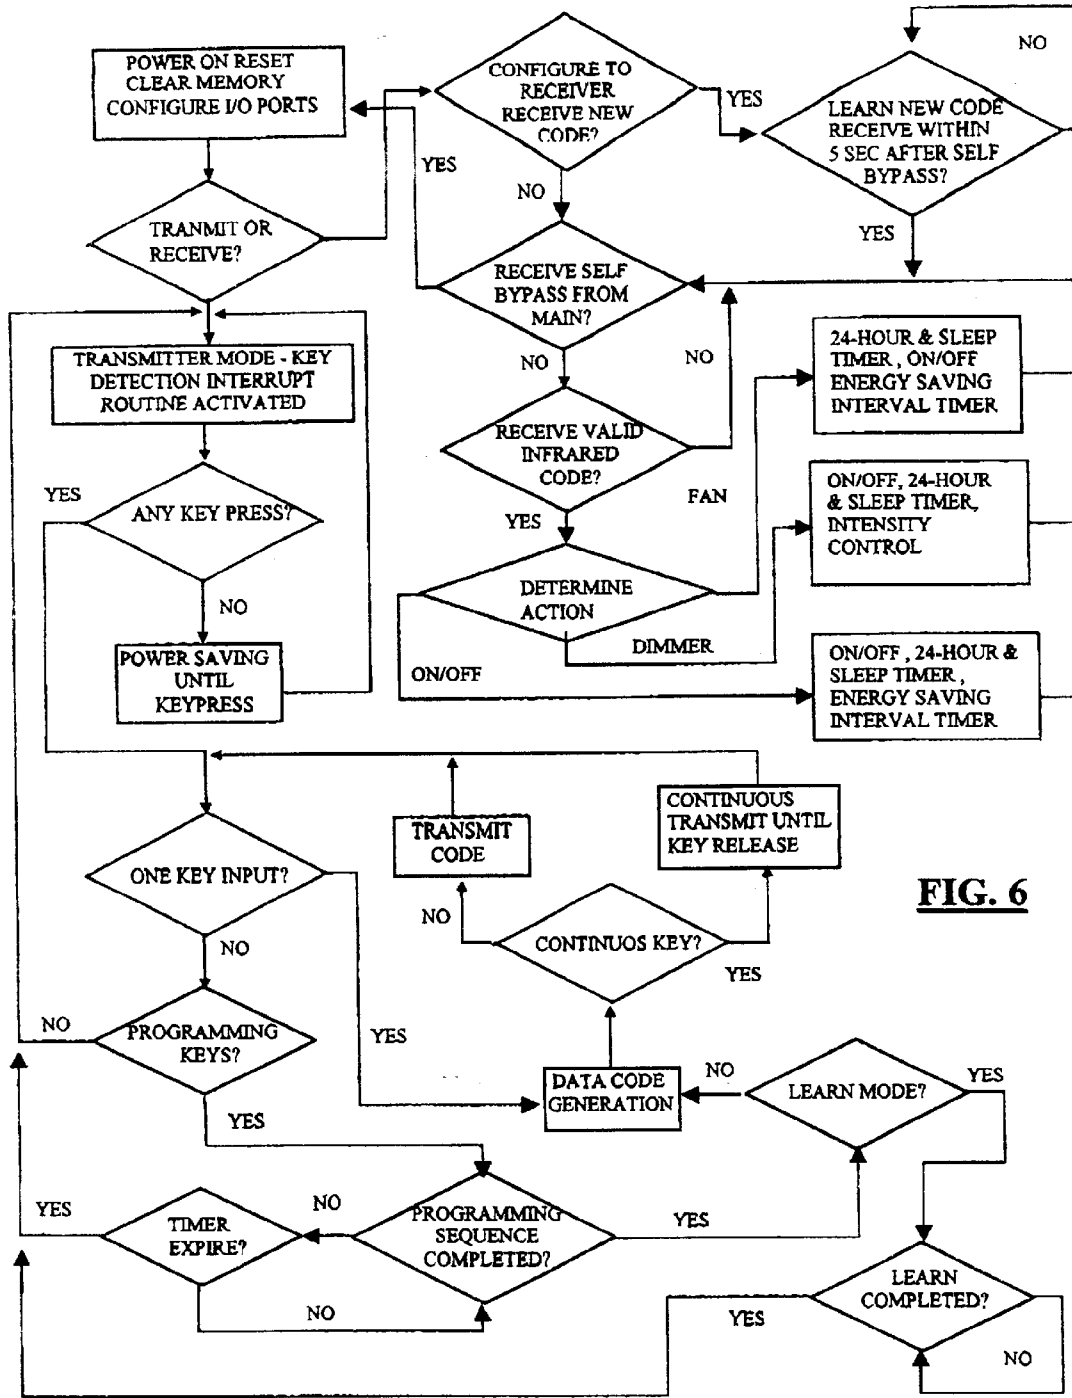 POWER ON RESET
CLEAR MEMORY
CONFIGURE I/O PORTS
TRANMIT OR
RECEIVE?
CONFIGURE TO
RECEIVER
RECEIVE NEW
CODE?
YES
NO
LEARN NEW CODE
RECEIVE WITHIN
5 SEC AFTER SELF
BYPASS?
NO
YES
YES
RECEIVE SELF
BYPASS FROM
MAIN?
NO
NO
RECEIVE VALID
INFRARED
CODE?
YES
FAN
DETERMINE
ACTION
DIMMER
ON/OFF
24-HOUR & SLEEP
TIMER , ON/OFF
ENERGY SAVING
INTERVAL TIMER
ON/OFF, 24-HOUR
& SLEEP TIMER,
INTENSITY
CONTROL
ON/OFF , 24-HOUR &
SLEEP TIMER ,
ENERGY SAVING
INTERVAL TIMER
TRANSMITTER MODE - KEY
DETECTION INTERRUPT
ROUTINE ACTIVATED
YES
ANY KEY PRESS?
NO
POWER SAVING
UNTIL
KEYPRESS
ONE KEY INPUT?
NO
YES
TRANSMIT
CODE
CONTINUOUS
TRANSMIT UNTIL
KEY RELEASE
NO
CONTINUOS KEY?
YES
FIG. 6
NO
PROGRAMMING
KEYS?
YES
DATA CODE
GENERATION
NO
LEARN MODE?
YES
YES
TIMER
EXPIRE?
NO
NO
PROGRAMMING
SEQUENCE
COMPLETED?
YES
YES
LEARN
COMPLETED?
NO